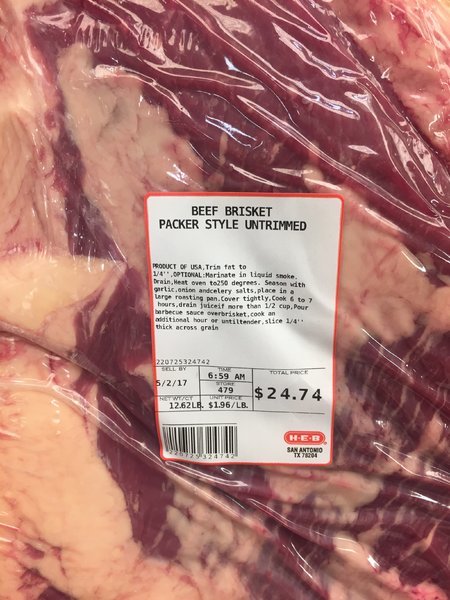 BEEF BRISKET
PACKER STYLE UNTRIMMED
PRODUCT OF USA,Trim fat to
1/4'',OPTIONAL:Marinate in liquid smoke.
Drain,Heat oven to250 degrees. Season with
garlic,onion andcelery salts,place in a
large roasting pan.Cover tightly,Cook 6 to 7
hours,drain juiceif more than 1/2 cup,Pour
barbecue sauce overbrisket,cook an
additional hour or untiltender,slice 1/4''
thick across grain
220725324742
SELL BY TIME TOTAL PRICE
5/2/17 6:59 AM
STORE
479 $24.74
NET WT/CT UNIT PRICE
12.62LB. $1.96/LB.
H-E-B
SAN ANTONIO
TX 78204
220725324742